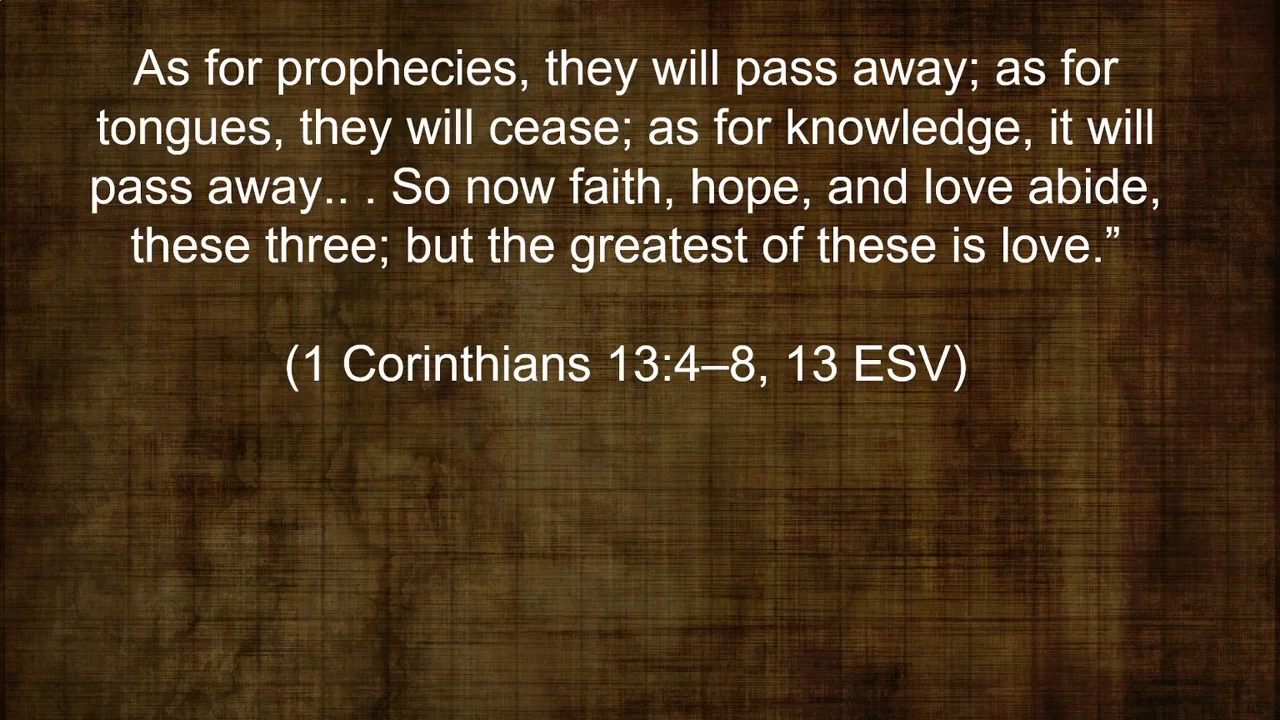 As for prophecies, they will pass away; as for
tongues, they will cease; as for knowledge, it will
pass away.. . So now faith, hope, and love abide,
these three; but the greatest of these is love.”
(1 Corinthians 13:4–8, 13 ESV)